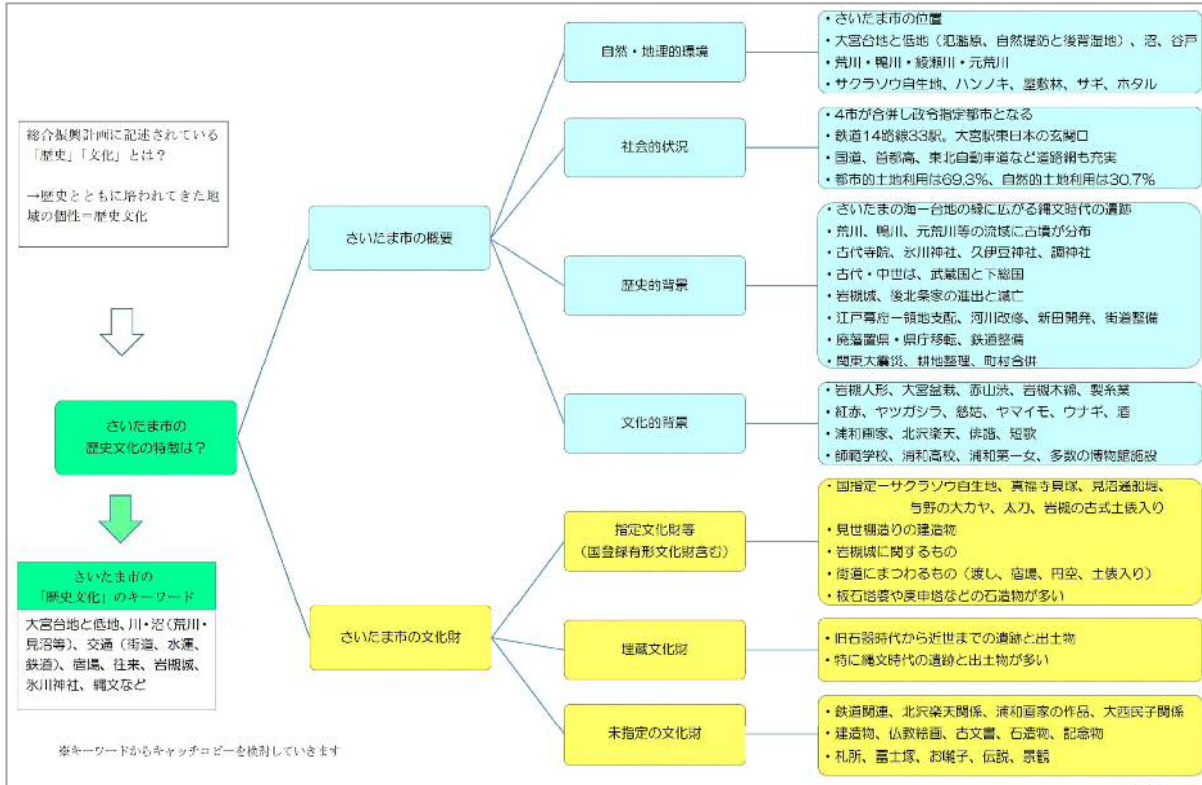 総合振興計画に記述されている
「歴史」「文化」とは？
→歴史とともに培われてきた地
域の個性＝歴史文化
さいたま市の
歴史文化の特徴は？
さいたま市の
「歴史文化」のキーワード
大宮台地と低地、川・沼（荒川・
見沼等）、交通（街道、水運、
鉄道）、宿場、往来、岩槻城、
氷川神社、縄文など
※キーワードからキャッチコピーを検討していきます
さいたま市の概要
自然・地理的環境
・さいたま市の位置
・大宮台地と低地（氾濫原、自然堤防と後背湿地）、沼、谷戸
・荒川・鴨川・綾瀬川・元荒川
・サクラソウ自生地、ハンノキ、屋敷林、サギ、ホタル
社会的状況
・４市が合併し政令指定都市となる
・鉄道14路線33駅。大宮駅東日本の玄関口
・国道、首都高、東北自動車道など道路網も充実
・都市的土地利用は69.3％、自然的土地利用は30.7％
歴史的背景
・さいたまの海－台地の縁に広がる縄文時代の遺跡
・荒川、鴨川、元荒川等の流域に古墳が分布
・古代寺院、氷川神社、久伊豆神社、調神社
・古代・中世は、武蔵国と下総国
・岩槻城、後北条家の進出と滅亡
・江戸幕府－領地支配、河川改修、新田開発、街道整備
・廃藩置県・県庁移転、鉄道整備
・関東大震災、耕地整理、町村合併
文化的背景
・岩槻人形、大宮盆栽、赤山渋、岩槻木綿、製糸業
・紅赤、ヤツガシラ、慈姑、ヤマイモ、ウナギ、酒
・浦和画家、北沢楽天、俳諧、短歌
・師範学校、浦和高校、浦和第一女、多数の博物館施設
さいたま市の文化財
指定文化財等
（国登録有形文化財含む）
・国指定－サクラソウ自生地、真福寺貝塚、見沼通船堀、
与野の大カヤ、太刀、岩槻の古式土俵入り
・見世棚造りの建造物
・岩槻城に関するもの
・街道にまつわるもの（渡し、宿場、円空、土俵入り）
・板石塔婆や庚申塔などの石造物が多い
埋蔵文化財
・旧石器時代から近世までの遺跡と出土物
・特に縄文時代の遺跡と出土物が多い
未指定の文化財
・鉄道関連、北沢楽天関係、浦和画家の作品、大西民子関係
・建造物、仏教絵画、古文書、石造物、記念物
・札所、富士塚、お囃子、伝説、景観